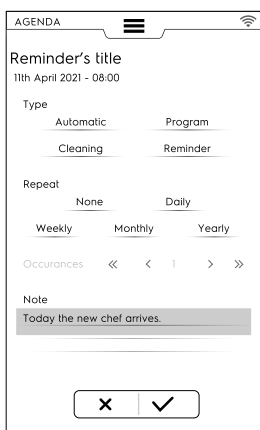 AGENDA
Reminder's title
11th April 2021 - 08:00
Type
Automatic Program
Cleaning Reminder
Repeat
None Daily
Weekly Monthly Yearly
Occurances « < 1 > »
Note
Today the new chef arrives.